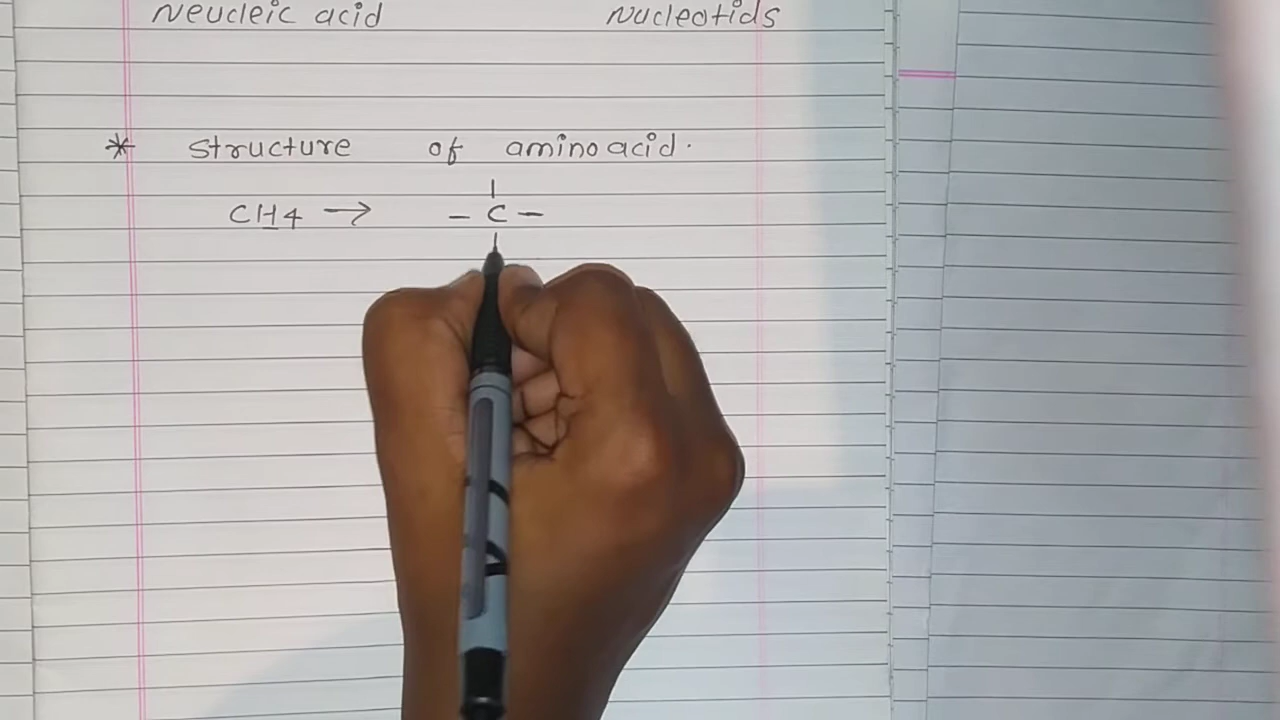 Neucleic acid Nucleotids
* Structure of aminoacid.
CH4 → - C -